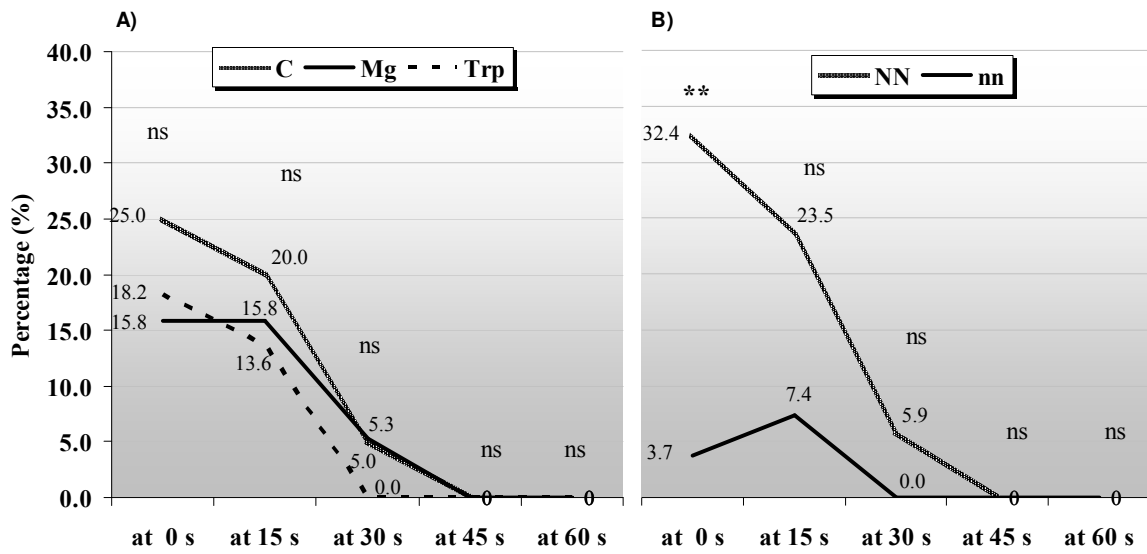 A)
B)
Percentage (%)
40.0
35.0
30.0
25.0
20.0
15.0
10.0
5.0
0.0
C Mg Trp
ns
ns
ns
ns
ns
25.0
20.0
18.2
15.8
15.8
13.6
5.3
5.0
0.0
0
0
at 0 s at 15 s at 30 s at 45 s at 60 s
NN nn
**
ns
ns
ns
ns
32.4
23.5
7.4
5.9
3.7
0.0
0
0
at 0 s at 15 s at 30 s at 45 s at 60 s